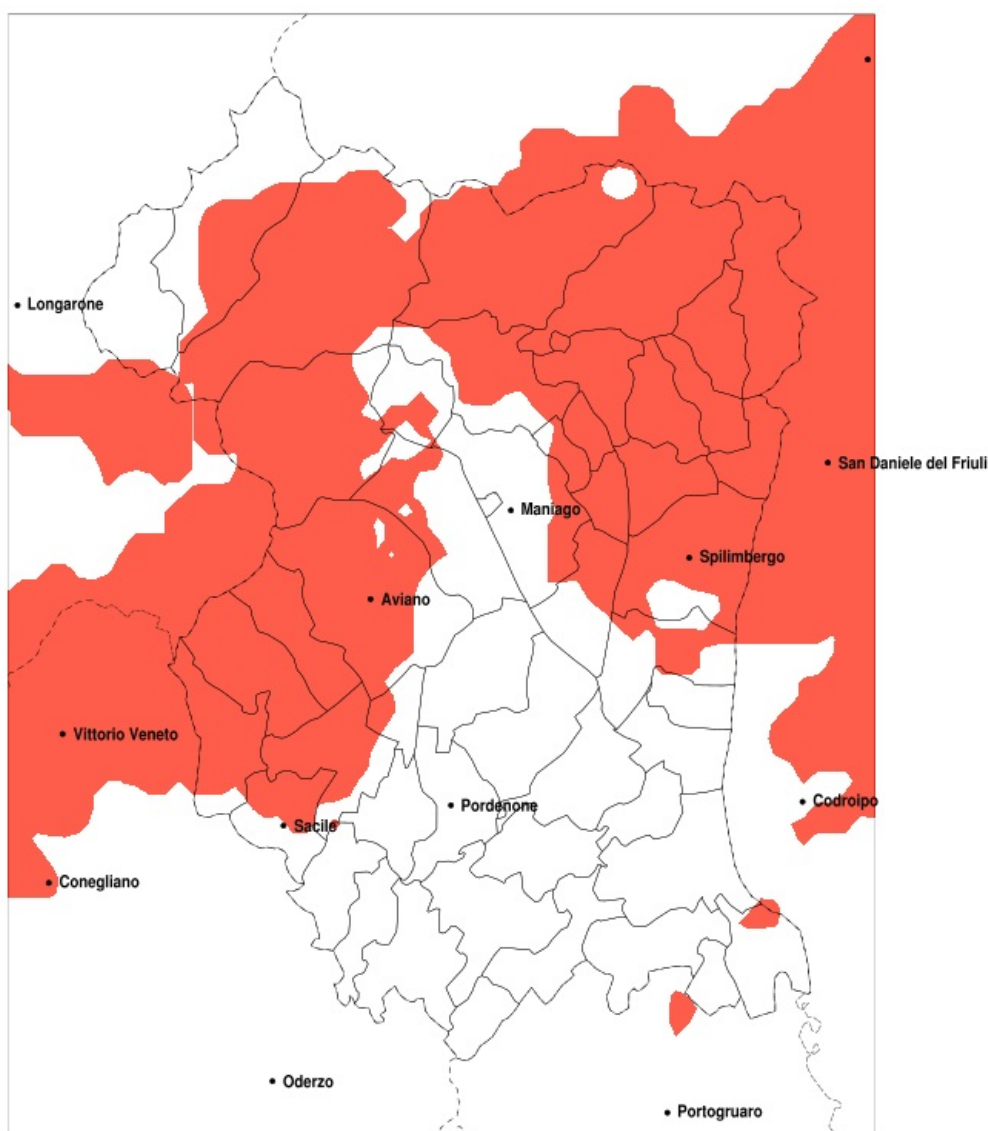 Longarone
San Daniele del Friuli
Maniago
Spilimbergo
Aviano
Vittorio Veneto
Codroipo
Pordenone
Sacile
Conegliano
Oderzo
Portogruaro